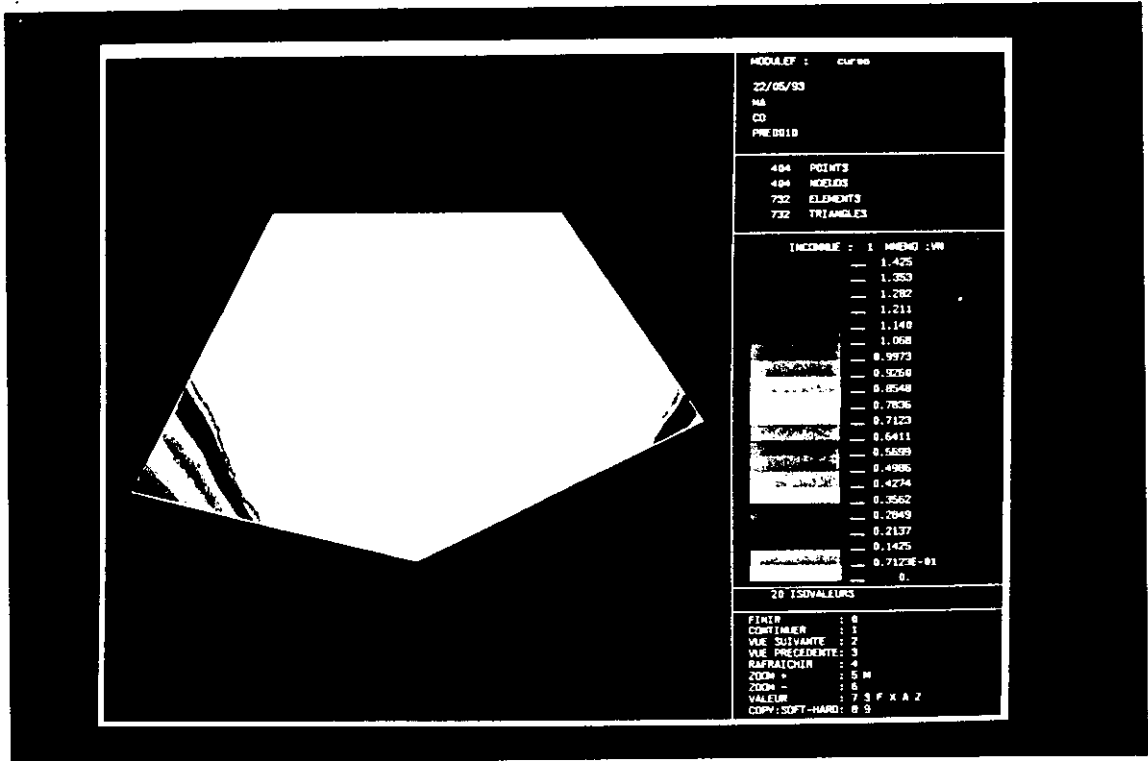 MODULEF : curso
22/05/93
MA
CO
PRE0010
404 POINTS
404 NOEUDS
732 ELEMENTS
732 TRIANGLES
INCONNUE : 1 MNEMO :VN
1.425
1.353
1.282
1.211
1.140
1.068
0.9973
0.9260
0.8548
0.7836
0.7123
0.6411
0.5699
0.4986
0.4274
0.3562
0.2849
0.2137
0.1425
0.7123E-01
0.
20 ISOVALEURS
FINIR : 0
CONTINUER : 1
VUE SUIVANTE : 2
VUE PRECEDENTE: 3
RAFRAICHIR : 4
ZOOM + : 5 M
ZOOM - : 6
VALEUR : 7 S F X A Z
COPY:SOFT-HARD: 8 9